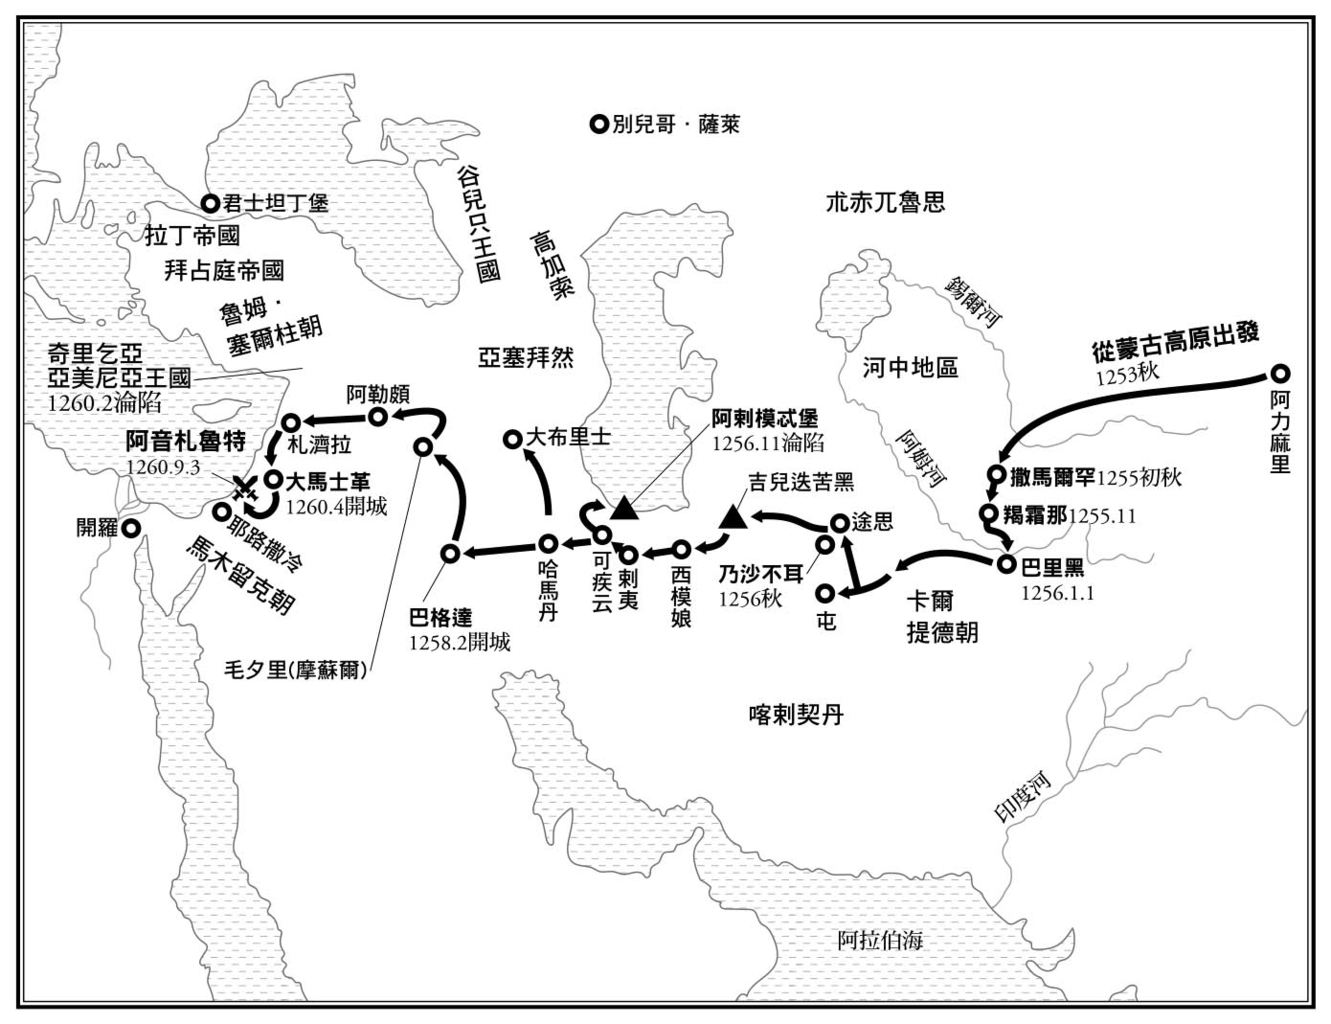 別兒哥・薩萊
谷兒只王國
君士坦丁堡
拉丁帝國
拜占庭帝國
高加索
朮赤兀魯思
錫爾河
魯姆・
塞爾柱朝
從蒙古高原出發
1253秋
阿力麻里
奇里乞亞
亞美尼亞王國
1260.2淪陷
亞塞拜然
河中地區
阿勒頗
札濟拉
阿音札魯特
1260.9.3
大馬士革
1260.4開城
大布里士
阿剌模忒堡
1256.11淪陷
吉兒迭苦黑
阿姆河
撒馬爾罕1255初秋
羯霜那1255.11
巴里黑
1256.1.1
開羅
耶路撒冷
馬木留克朝
途思
乃沙不耳
1256秋
屯
卡爾
提德朝
西模娘
剌夷
可疾云
哈馬丹
巴格達
1258.2開城
毛夕里(摩蘇爾)
喀剌契丹
印度河
阿拉伯海